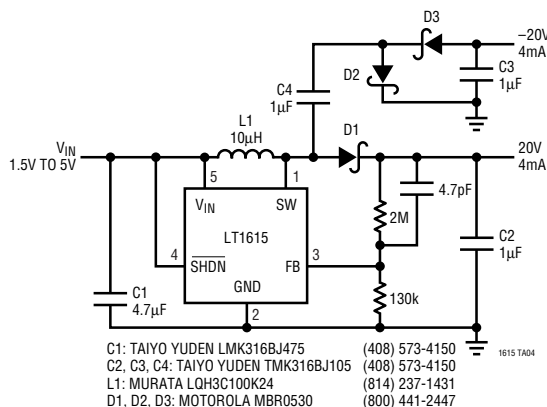 D3
–20V
4mA
D2
C3
1µF
C4
1µF
L1
10µH
D1
VIN
1.5V TO 5V
20V
4mA
5
1
4.7pF
VIN
SW
2M
LT1615
C2
1µF
4
SHDN
FB
3
GND
130k
C1
4.7µF
2
C1: TAIYO YUDEN LMK316BJ475 (408) 573-4150
C2, C3, C4: TAIYO YUDEN TMK316BJ105 (408) 573-4150
L1: MURATA LQH3C100K24 (814) 237-1431
D1, D2, D3: MOTOROLA MBR0530 (800) 441-2447
1615 TA04